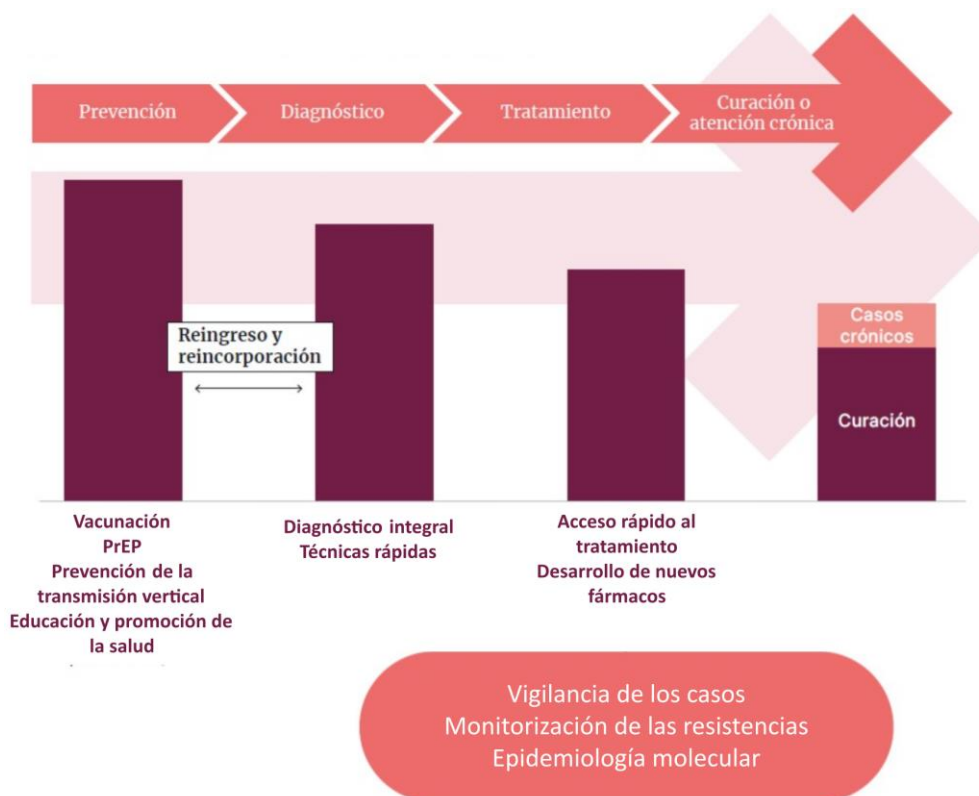 Prevención
Diagnóstico
Tratamiento
Curación o
atención crónica
Reingreso y
reincorporación
Casos
crónicos
Curación
Vacunación
PrEP
Prevención de la
transmisión vertical
Educación y promoción de
la salud
Diagnóstico integral
Técnicas rápidas
Acceso rápido al
tratamiento
Desarrollo de nuevos
fármacos
Vigilancia de los casos
Monitorización de las resistencias
Epidemiología molecular